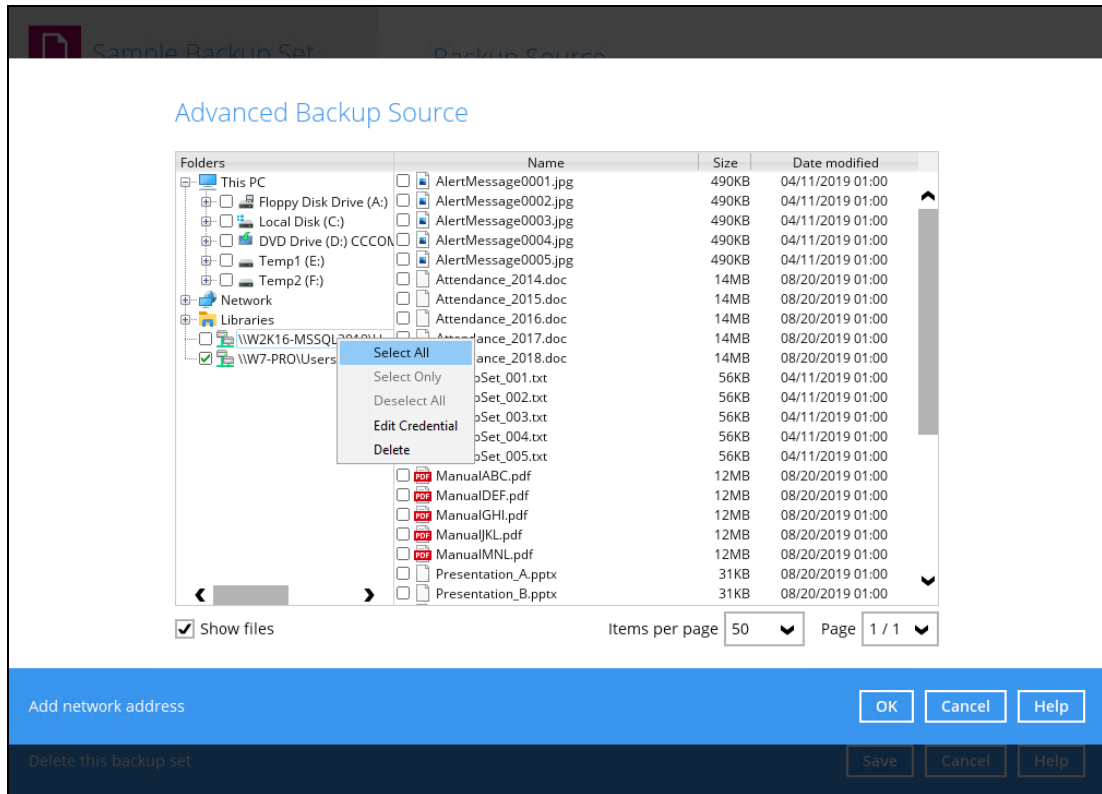 Sample Backup Set
Backup Source
Advanced Backup Source
Folders Name Size Date modified
This PC
Floppy Disk Drive (A:)
Local Disk (C:)
DVD Drive (D:) CCCOM
Temp1 (E:)
Temp2 (F:)
Network
Libraries
\\W7-PRO\Users
AlertMessage0001.jpg 490KB 04/11/2019 01:00
AlertMessage0002.jpg 490KB 04/11/2019 01:00
AlertMessage0003.jpg 490KB 04/11/2019 01:00
AlertMessage0004.jpg 490KB 04/11/2019 01:00
AlertMessage0005.jpg 490KB 04/11/2019 01:00
Attendance_2014.doc 14MB 08/20/2019 01:00
Attendance_2015.doc 14MB 08/20/2019 01:00
Attendance_2016.doc 14MB 08/20/2019 01:00
Attendance_2017.doc 14MB 08/20/2019 01:00
ance_2018.doc 14MB 08/20/2019 01:00
pSet_001.txt 56KB 04/11/2019 01:00
pSet_002.txt 56KB 04/11/2019 01:00
pSet_003.txt 56KB 04/11/2019 01:00
pSet_004.txt 56KB 04/11/2019 01:00
pSet_005.txt 56KB 04/11/2019 01:00
ManualABC.pdf 12MB 08/20/2019 01:00
ManualDEF.pdf 12MB 08/20/2019 01:00
ManualGHI.pdf 12MB 08/20/2019 01:00
ManualJKL.pdf 12MB 08/20/2019 01:00
ManualMNL.pdf 12MB 08/20/2019 01:00
Presentation_A.pptx 31KB 08/20/2019 01:00
Presentation_B.pptx 31KB 08/20/2019 01:00
Select All
Select Only
Deselect All
Edit Credential
Delete
Show files Items per page 50 Page 1 / 1
Add network address OK Cancel Help
Delete this backup set Save Cancel Help